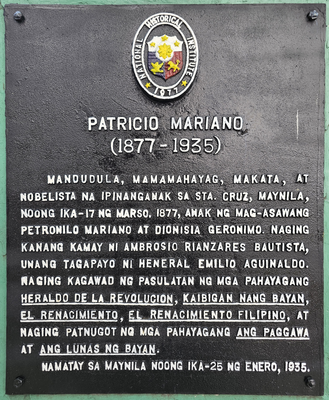 NATIONAL HISTORICAL INSTITUTE
1977
PATRICIO MARIANO
(1877-1935)
MANDUDULA, MAMAMAHAYAG, MAKATA, AT
NOBELISTA NA IPINANGANAK SA STA. CRUZ, MAYNILA,
NOONG IKA-17 NG MARSO, 1877, ANAK NG MAG-ASAWANG
PETRONILO MARIANO AT DIONISIA GERONIMO. NAGING
KANANG KAMAY NI AMBROSIO RIANZARES BAUTISTA,
UNANG TAGAPAYO NI HENERAL EMILIO AGUINALDO.
NAGING KAGAWAD NG PASULATAN NG MGA PAHAYAGANG
HERALDO DE LA REVOLUCION, KAIBIGAN NANG BAYAN,
EL RENACIMIENTO, EL RENACIMIENTO FILIPINO, AT
NAGING PATNUGOT NG MGA PAHAYAGANG ANG PAGGAWA
AT ANG LUNAS NG BAYAN.
NAMATAY SA MAYNILA NOONG IKA-25 NG ENERO, 1935.